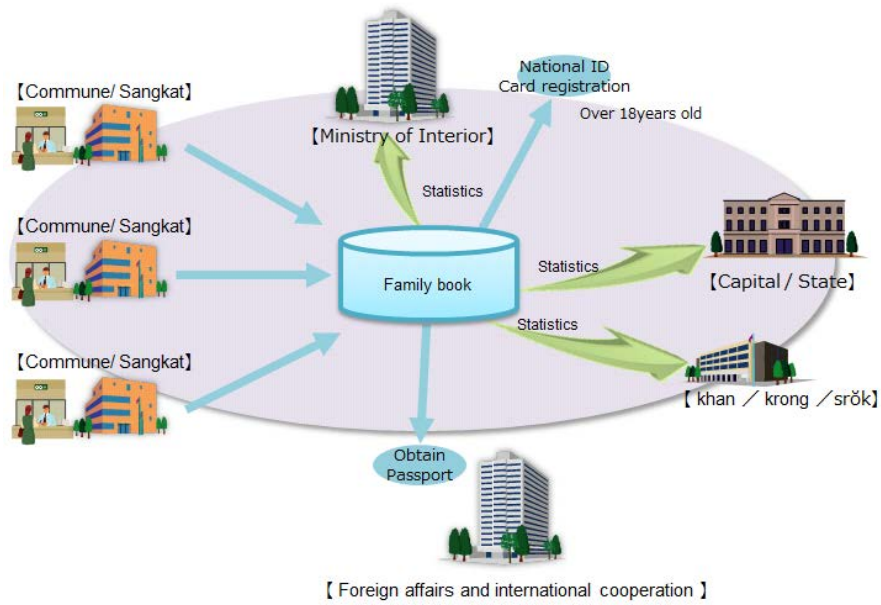 【Commune/ Sangkat】
【Ministry of Interior】
National ID
Card registration
Over 18years old
Statistics
【Commune/ Sangkat】
Family book
Statistics
【Capital / State】
Statistics
【Commune/ Sangkat】
【 khan ／ krong ／srŏk】
Obtain
Passport
【 Foreign affairs and international cooperation 】